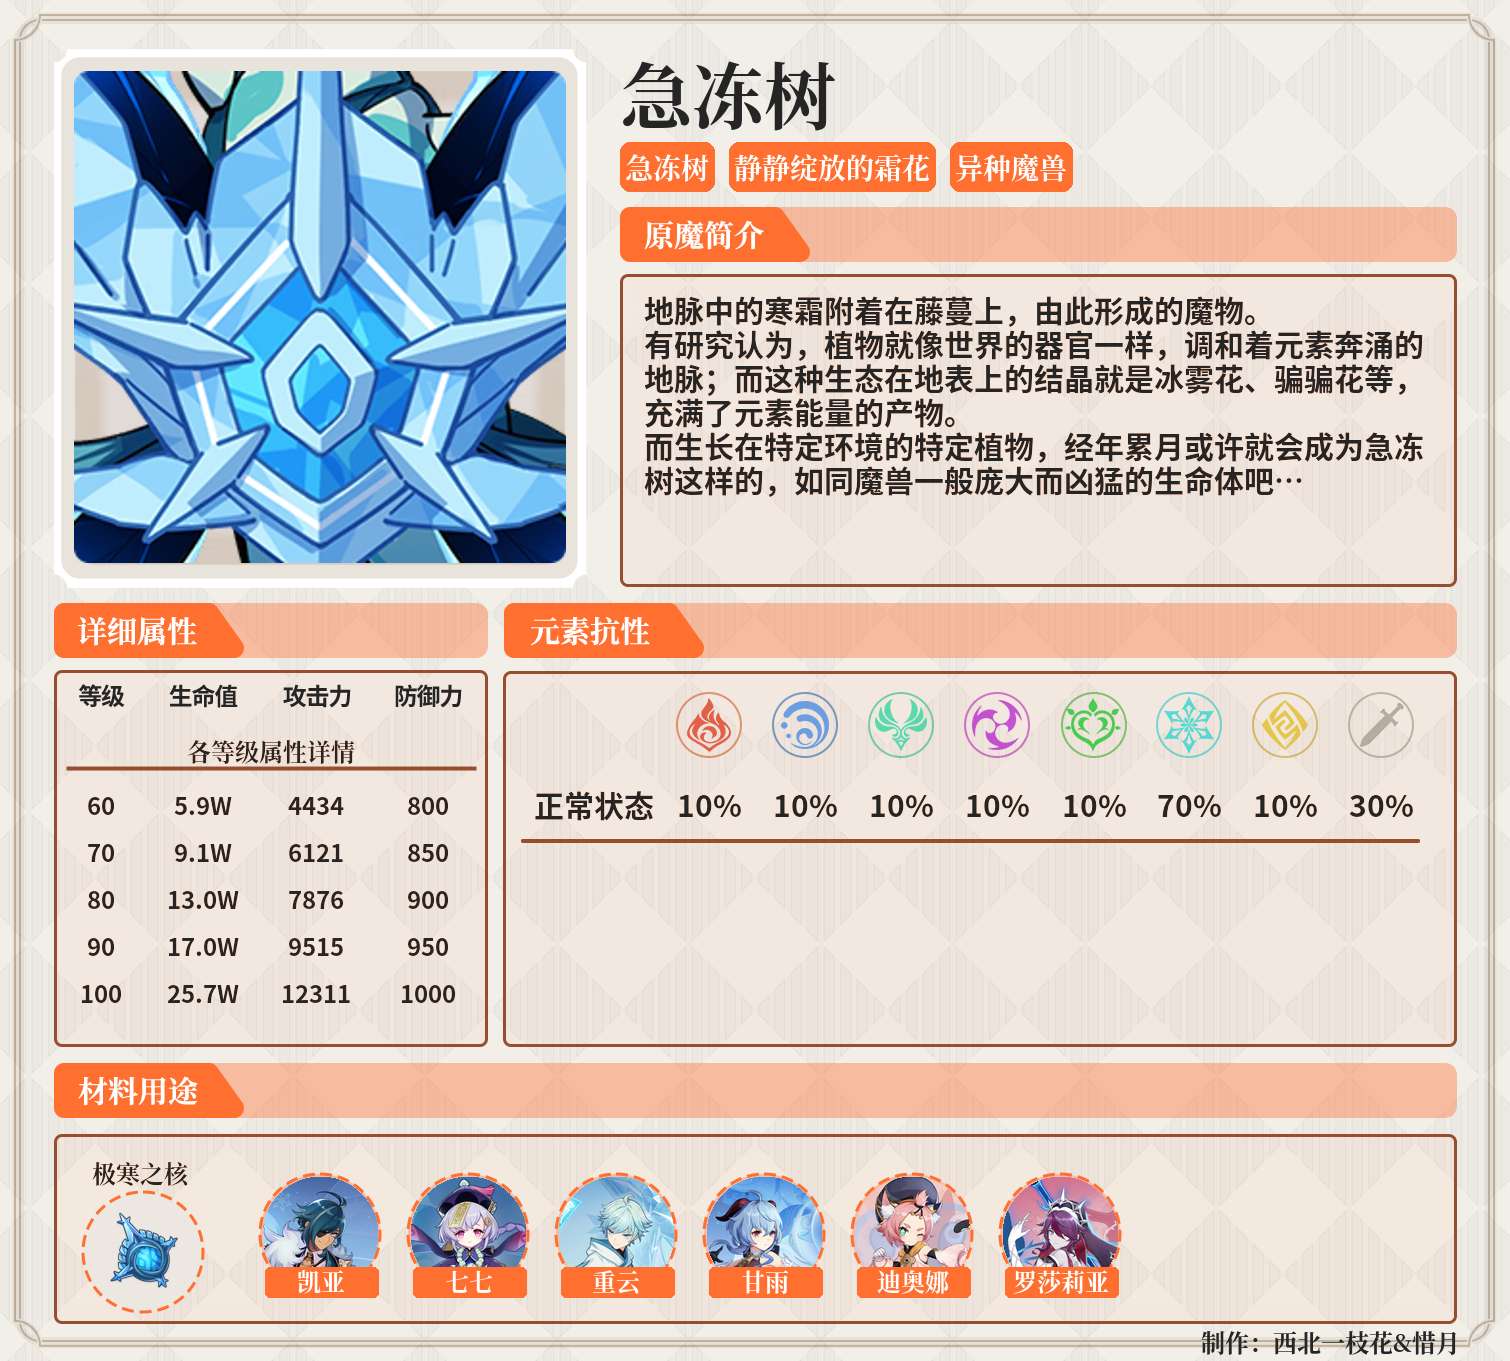 急冻树
急冻树 静静绽放的霜花 异种魔兽
原魔简介
地脉中的寒霜附着在藤蔓上，由此形成的魔物。
有研究认为，植物就像世界的器官一样，调和着元素奔涌的
地脉；而这种生态在地表上的结晶就是冰雾花、骗骗花等，
充满了元素能量的产物。
而生长在特定环境的特定植物，经年累月或许就会成为急冻
树这样的，如同魔兽一般庞大而凶猛的生命体吧…
详细属性
等级 生命值 攻击力 防御力
各等级属性详情
60 5.9W 4434 800
70 9.1W 6121 850
80 13.0W 7876 900
90 17.0W 9515 950
100 25.7W 12311 1000
元素抗性
正常状态 10% 10% 10% 10% 10% 70% 10% 30%
材料用途
极寒之核
凯亚 七七 重云 甘雨 迪奥娜 罗莎莉亚
制作：西北一枝花&惜月